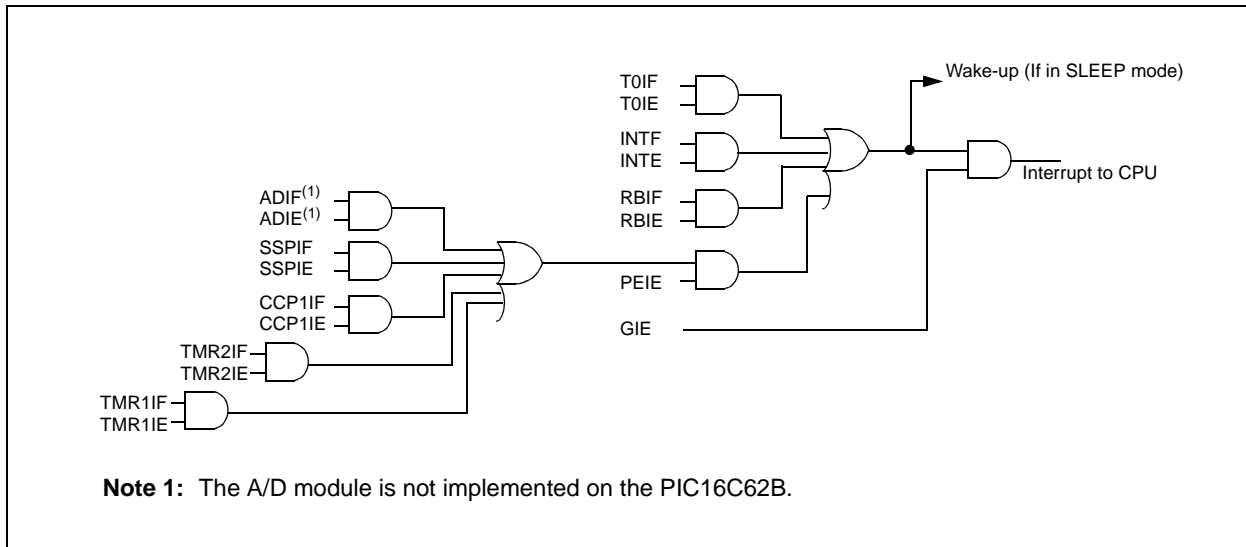 Wake-up (If in SLEEP mode)
T0IF
T0IE
INTF
INTE
Interrupt to CPU
RBIF
RBIE
ADIF(1)
ADIE(1)
SSPIF
SSPIE
PEIE
CCP1IF
CCP1IE
GIE
TMR2IF
TMR2IE
TMR1IF
TMR1IE
Note 1: The A/D module is not implemented on the PIC16C62B.